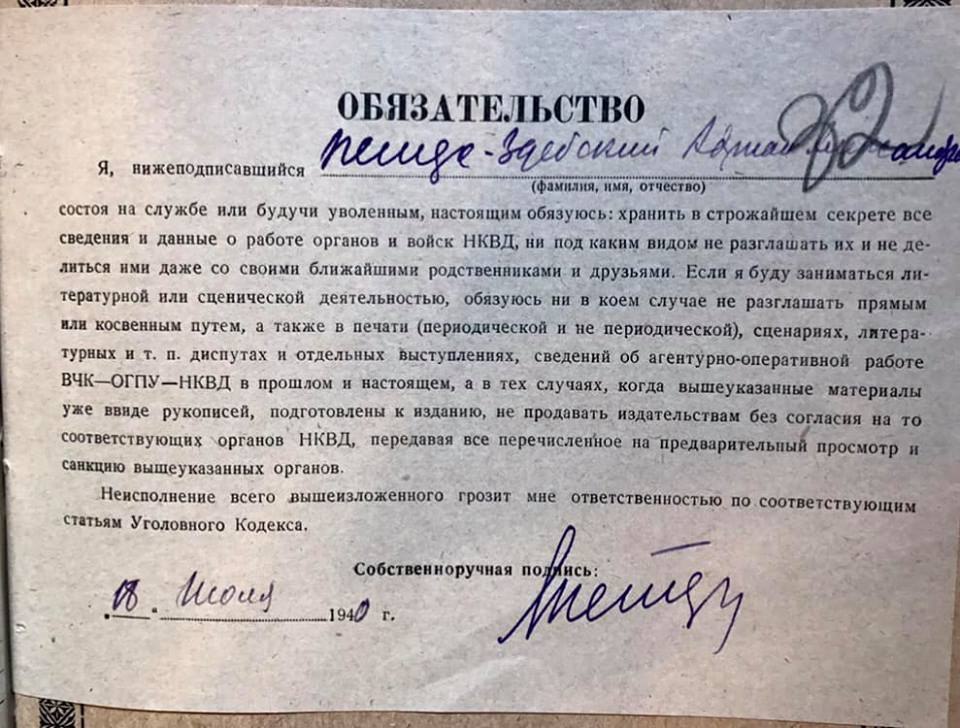 ОБЯЗАТЕЛЬСТВО
Я, нижеподписавшийся
(фамилия, имя, отчество)
состоя на службе или будучи уволенным, настоящим обязуюсь: хранить в строжайшем секрете все
сведения и данные о работе органов и войск НКВД, ни под каким видом не разглашать их и не де-
литься ими даже со своими ближайшими родственниками и друзьями. Если я буду заниматься ли-
тературной или сценической деятельностью, обязуюсь ни в коем случае не разглашать прямым
или косвенным путем, а также в печати (периодической и не периодической), сценариях, литера-
турных и т. п. диспутах и отдельных выступлениях, сведений об агентурно-оперативной работе
ВЧК—ОГПУ—НКВД в прошлом и настоящем, а в тех случаях, когда вышеуказанные материалы
уже ввиде рукописей, подготовлены к изданию, не продавать издательствам без согласия на то
соответствующих органов НКВД, передавая все перечисленное на предварительный просмотр и
санкцию вышеуказанных органов.
Неисполнение всего вышеизложенного грозит мне ответственностью по соответствующим
статьям Уголовного Кодекса.
Собственноручная подпись:
„18“ Июля 1940 г.